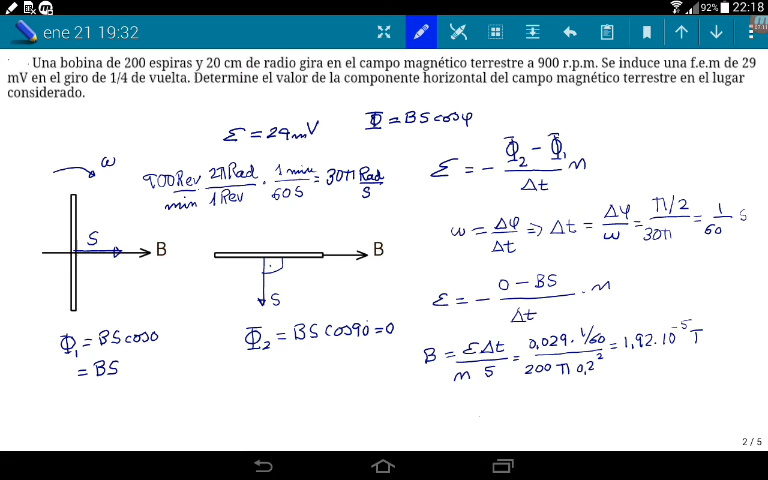 92% 22:18
ene 21 19:32
Una bobina de 200 espiras y 20 cm de radio gira en el campo magnético terrestre a 900 r.p.m. Se induce una f.e.m de 29
mV en el giro de 1/4 de vuelta. Determine el valor de la componente horizontal del campo magnético terrestre en el lugar
considerado.
ε = 29mV
Φ = BS cosφ
ω
900 Rev/min · 2π Rad/1 Rev · 1 min/60 S = 30π Rad/S
ε = - (Φ₂ - Φ₁)/Δt n
ω = Δφ/Δt => Δt = Δφ/ω = (π/2)/30π = 1/60 s
S
B
B
S
ε = - (0 - BS)/Δt · n
Φ₁ = BS cos0
= BS
Φ₂ = BS cos90 = 0
B = εΔt/n S = 0,029 · 1/60 / 200 π 0,2² = 1,92 · 10⁻⁵ T
2 / 5